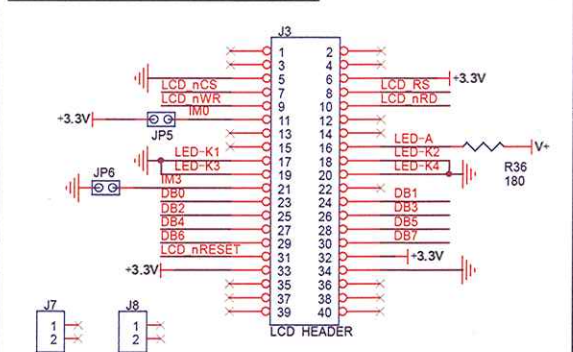 J3
1 2
3 4
5 6 +3.3V
LCD_nCS 7 8 LCD_RS
LCD_nWR 9 10 LCD_nRD
+3.3V JP5 IM0 11 12
13 14
15 16 LED-A R36 180 V+
LED-K1 17 18 LED-K2
LED-K3 19 20 LED-K4
JP6 IM3 21 22
DB0 23 24 DB1
DB2 25 26 DB3
DB4 27 28 DB5
DB6 29 30 DB7
LCD_nRESET 31 32 +3.3V
+3.3V 33 34
35 36
37 38
39 40
LCD HEADER
J7 J8
1 1
2 2